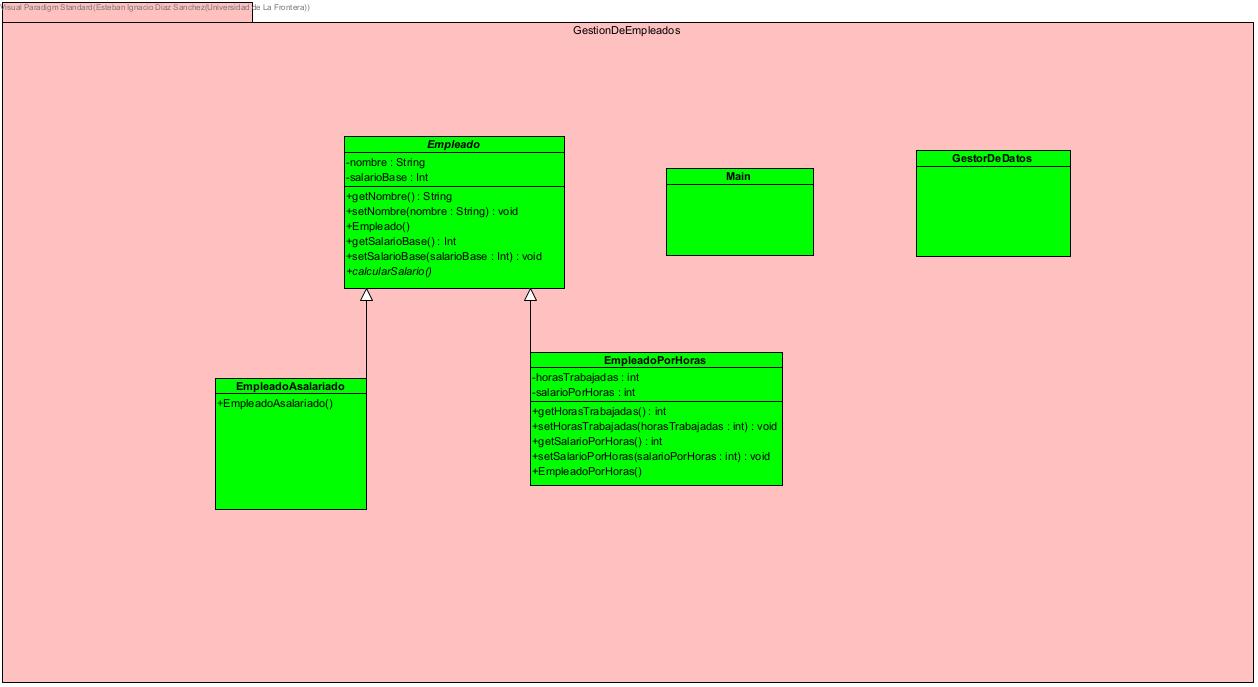 Visual Paradigm Standard(Esteban Ignacio Diaz Sanchez(Universidad de La Frontera))
GestionDeEmpleados
Empleado
-nombre : String
-salarioBase : Int
+getNombre() : String
+setNombre(nombre : String) : void
+Empleado()
+getSalarioBase() : Int
+setSalarioBase(salarioBase : Int) : void
+calcularSalario()
Main
GestorDeDatos
EmpleadoAsalariado
+EmpleadoAsalariado()
EmpleadoPorHoras
-horasTrabajadas : int
-salarioPorHoras : int
+getHorasTrabajadas() : int
+setHorasTrabajadas(horasTrabajadas : int) : void
+getSalarioPorHoras() : int
+setSalarioPorHoras(salarioPorHoras : int) : void
+EmpleadoPorHoras()